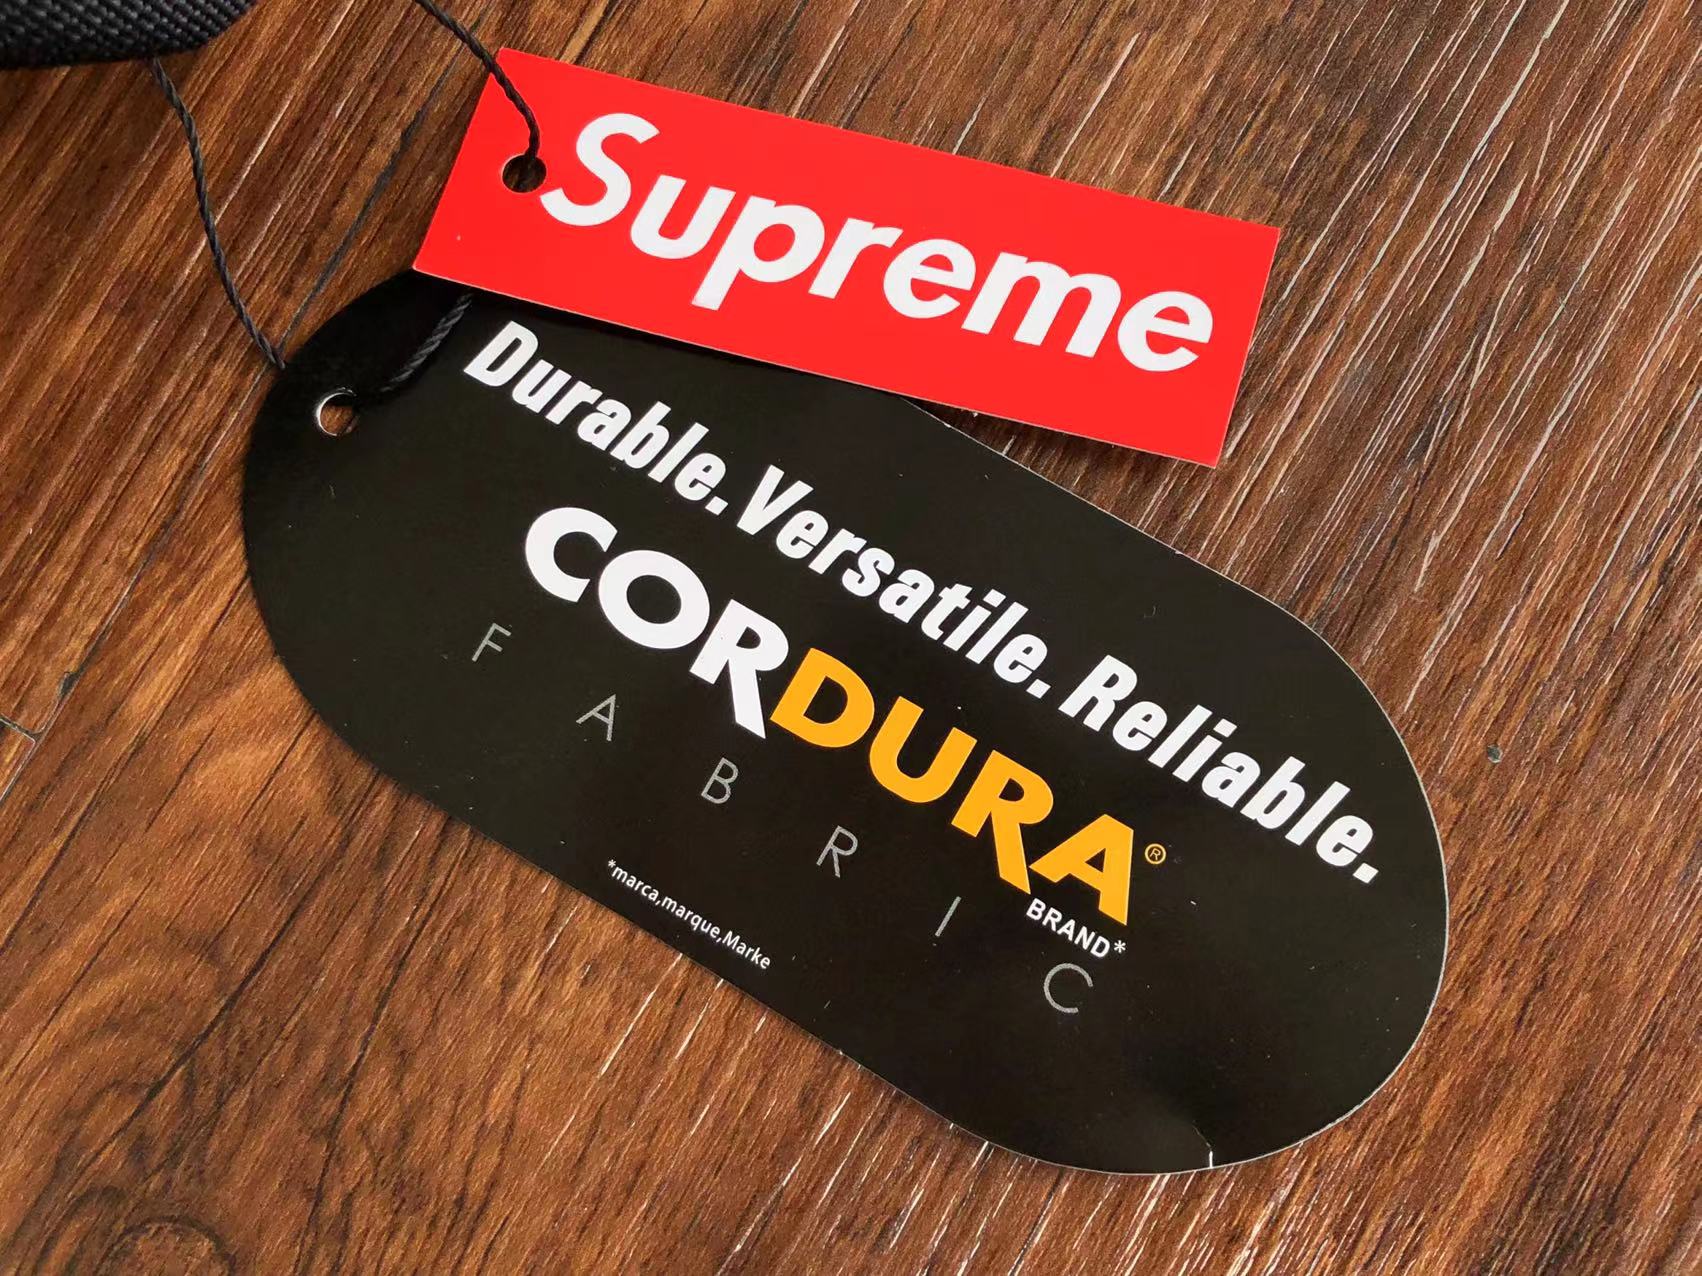 Supreme
Durable. Versatile. Reliable.
CORDURA®
BRAND*
FABRIC
*marca,marque,Marke